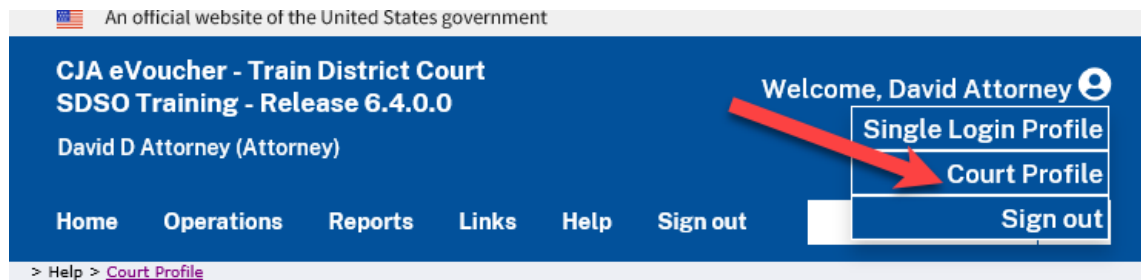 An official website of the United States government
CJA eVoucher - Train District Court
SDSO Training - Release 6.4.0.0
David D Attorney (Attorney)
Welcome, David Attorney
Single Login Profile
Court Profile
Sign out
Home Operations Reports Links Help Sign out
> Help > Court Profile